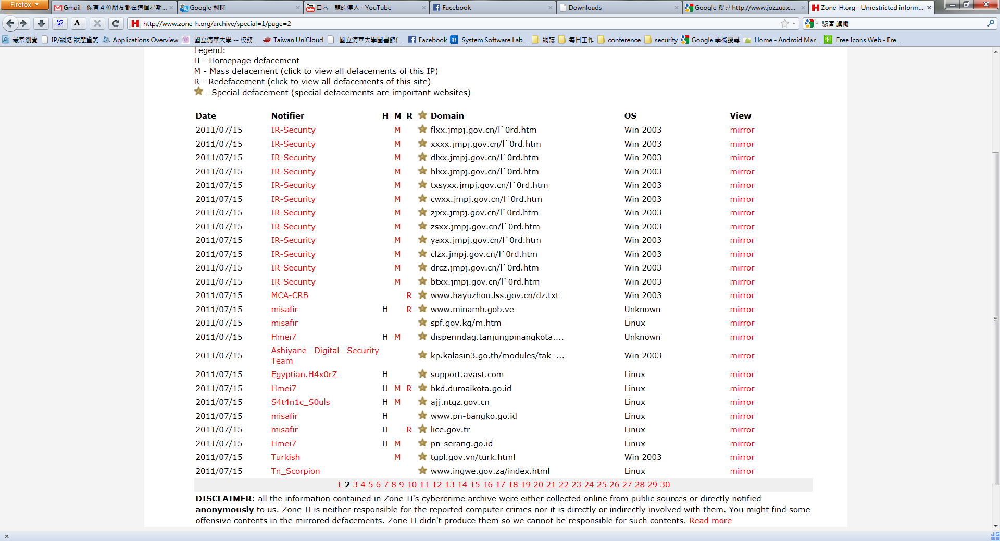 Firefox
Gmail - 你有 4 位朋友都在這個星期...
Google 翻譯
口琴 - 龍的傳人 - YouTube
Facebook
Downloads
Google 搜尋 http://www.jozzua.c...
Zone-H.org - Unrestricted inform...
繁
A
http://www.zone-h.org/archive/special=1/page=2
駭客 旗幟
最常瀏覽
IP/網路 狀態查詢
Applications Overview
國立清華大學 -- 校務...
Taiwan UniCloud
國立清華大學圖書館(...
Facebook
31 System Software Lab...
網誌
每日工作
conference
security
Google 學術搜尋
Home - Android Mar...
Free Icons Web - Fre...
Legend:
H - Homepage defacement
M - Mass defacement (click to view all defacements of this IP)
R - Redefacement (click to view all defacements of this site)
- Special defacement (special defacements are important websites)
Date Notifier H M R Domain OS View
2011/07/15 IR-Security M flxx.jmpj.gov.cn/l`0rd.htm Win 2003 mirror
2011/07/15 IR-Security M xxxx.jmpj.gov.cn/l`0rd.htm Win 2003 mirror
2011/07/15 IR-Security M dlxx.jmpj.gov.cn/l`0rd.htm Win 2003 mirror
2011/07/15 IR-Security M hlxx.jmpj.gov.cn/l`0rd.htm Win 2003 mirror
2011/07/15 IR-Security M txsyxx.jmpj.gov.cn/l`0rd.htm Win 2003 mirror
2011/07/15 IR-Security M cwxx.jmpj.gov.cn/l`0rd.htm Win 2003 mirror
2011/07/15 IR-Security M zjxx.jmpj.gov.cn/l`0rd.htm Win 2003 mirror
2011/07/15 IR-Security M zsxx.jmpj.gov.cn/l`0rd.htm Win 2003 mirror
2011/07/15 IR-Security M yaxx.jmpj.gov.cn/l`0rd.htm Win 2003 mirror
2011/07/15 IR-Security M clzx.jmpj.gov.cn/l`0rd.htm Win 2003 mirror
2011/07/15 IR-Security M drcz.jmpj.gov.cn/l`0rd.htm Win 2003 mirror
2011/07/15 IR-Security M btxx.jmpj.gov.cn/l`0rd.htm Win 2003 mirror
2011/07/15 MCA-CRB R www.hayuzhou.lss.gov.cn/dz.txt Win 2003 mirror
2011/07/15 misafir H R www.minamb.gob.ve Unknown mirror
2011/07/15 misafir spf.gov.kg/m.htm Linux mirror
2011/07/15 Hmei7 H M disperindag.tanjungpinangkota.... Unknown mirror
2011/07/15 Ashiyane Digital Security Team kp.kalasin3.go.th/modules/tak_... Win 2003 mirror
2011/07/15 Egyptian.H4x0rZ H support.avast.com Linux mirror
2011/07/15 Hmei7 H M R bkd.dumaikota.go.id Linux mirror
2011/07/15 S4t4n1c_S0uls H M ajj.ntgz.gov.cn Linux mirror
2011/07/15 misafir H www.pn-bangko.go.id Linux mirror
2011/07/15 misafir H R lice.gov.tr Linux mirror
2011/07/15 Hmei7 H M pn-serang.go.id Linux mirror
2011/07/15 Turkish M tgpl.gov.vn/turk.html Win 2003 mirror
2011/07/15 Tn_Scorpion www.ingwe.gov.za/index.html Linux mirror
1 2 3 4 5 6 7 8 9 10 11 12 13 14 15 16 17 18 19 20 21 22 23 24 25 26 27 28 29 30
DISCLAIMER: all the information contained in Zone-H's cybercrime archive were either collected online from public sources or directly notified
anonymously to us. Zone-H is neither responsible for the reported computer crimes nor it is directly or indirectly involved with them. You might find some
offensive contents in the mirrored defacements. Zone-H didn't produce them so we cannot be responsible for such contents. Read more